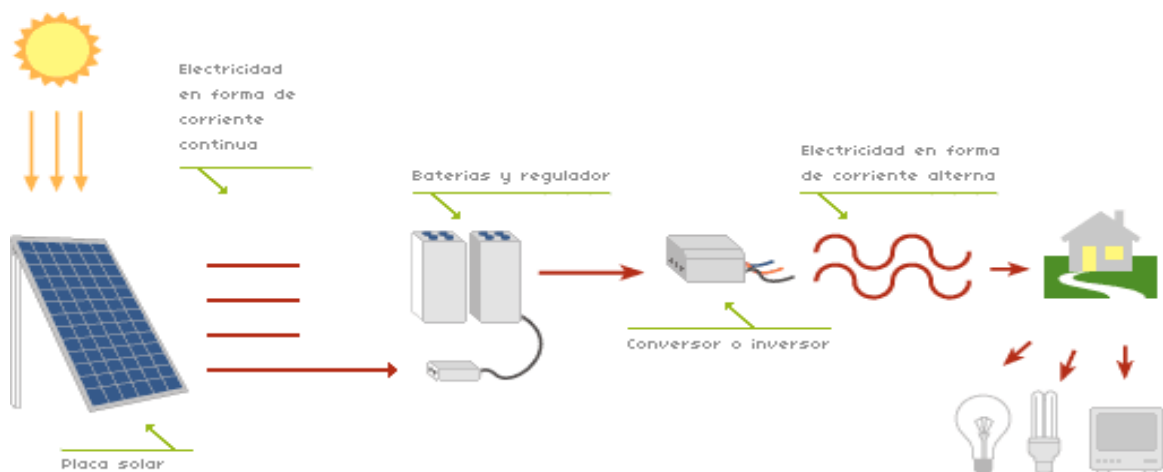 Electricidad
en forma de
corriente
continua
Baterias y regulador
Electricidad en forma
de corriente alterna
Conversor o inversor
Placa solar